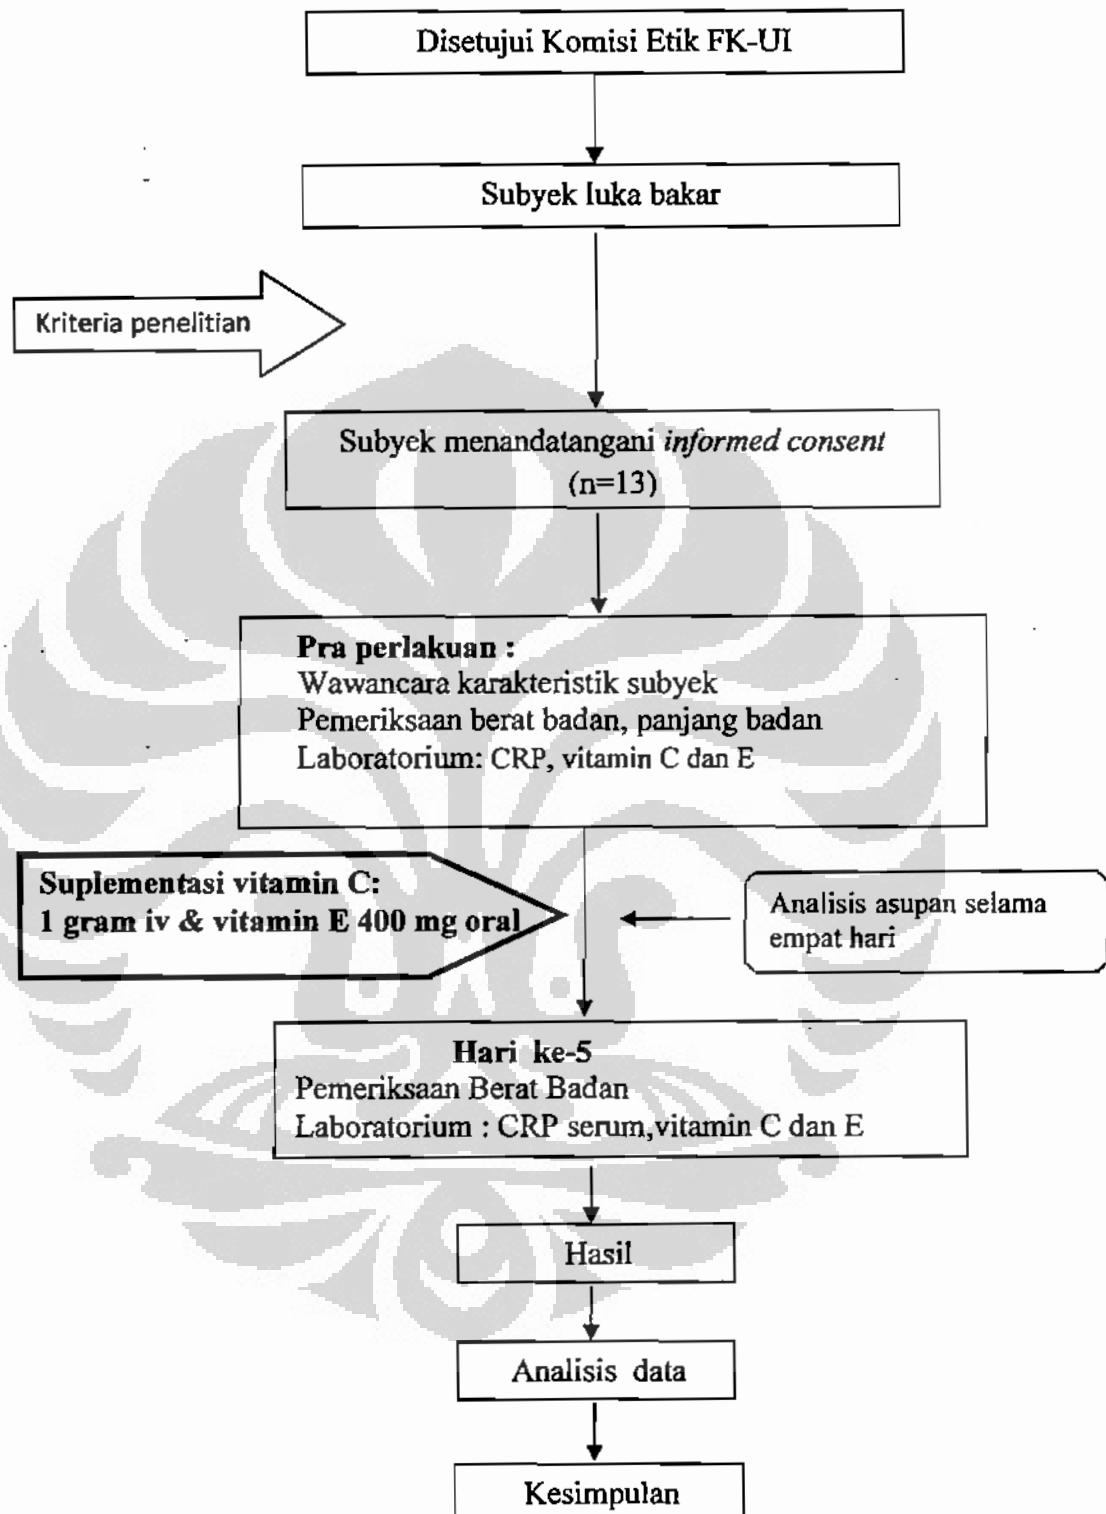 Disetujui Komisi Etik FK-UI
Subyek luka bakar
Kriteria penelitian
Subyek menandatangani informed consent
(n=13)
Pra perlakuan :
Wawancara karakteristik subyek
Pemeriksaan berat badan, panjang badan
Laboratorium: CRP, vitamin C dan E
Suplementasi vitamin C:
1 gram iv & vitamin E 400 mg oral
Analisis asupan selama
empat hari
Hari ke-5
Pemeriksaan Berat Badan
Laboratorium : CRP serum,vitamin C dan E
Hasil
Analisis data
Kesimpulan